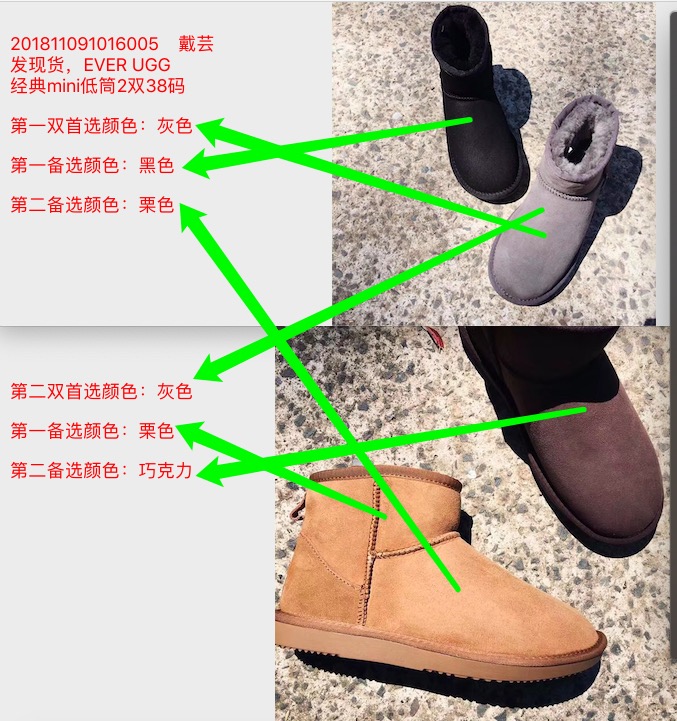 201811091016005 戴芸
发现货，EVER UGG
经典mini低筒2双38码
第一双首选颜色：灰色
第一备选颜色：黑色
第二备选颜色：栗色
第二双首选颜色：灰色
第一备选颜色：栗色
第二备选颜色：巧克力